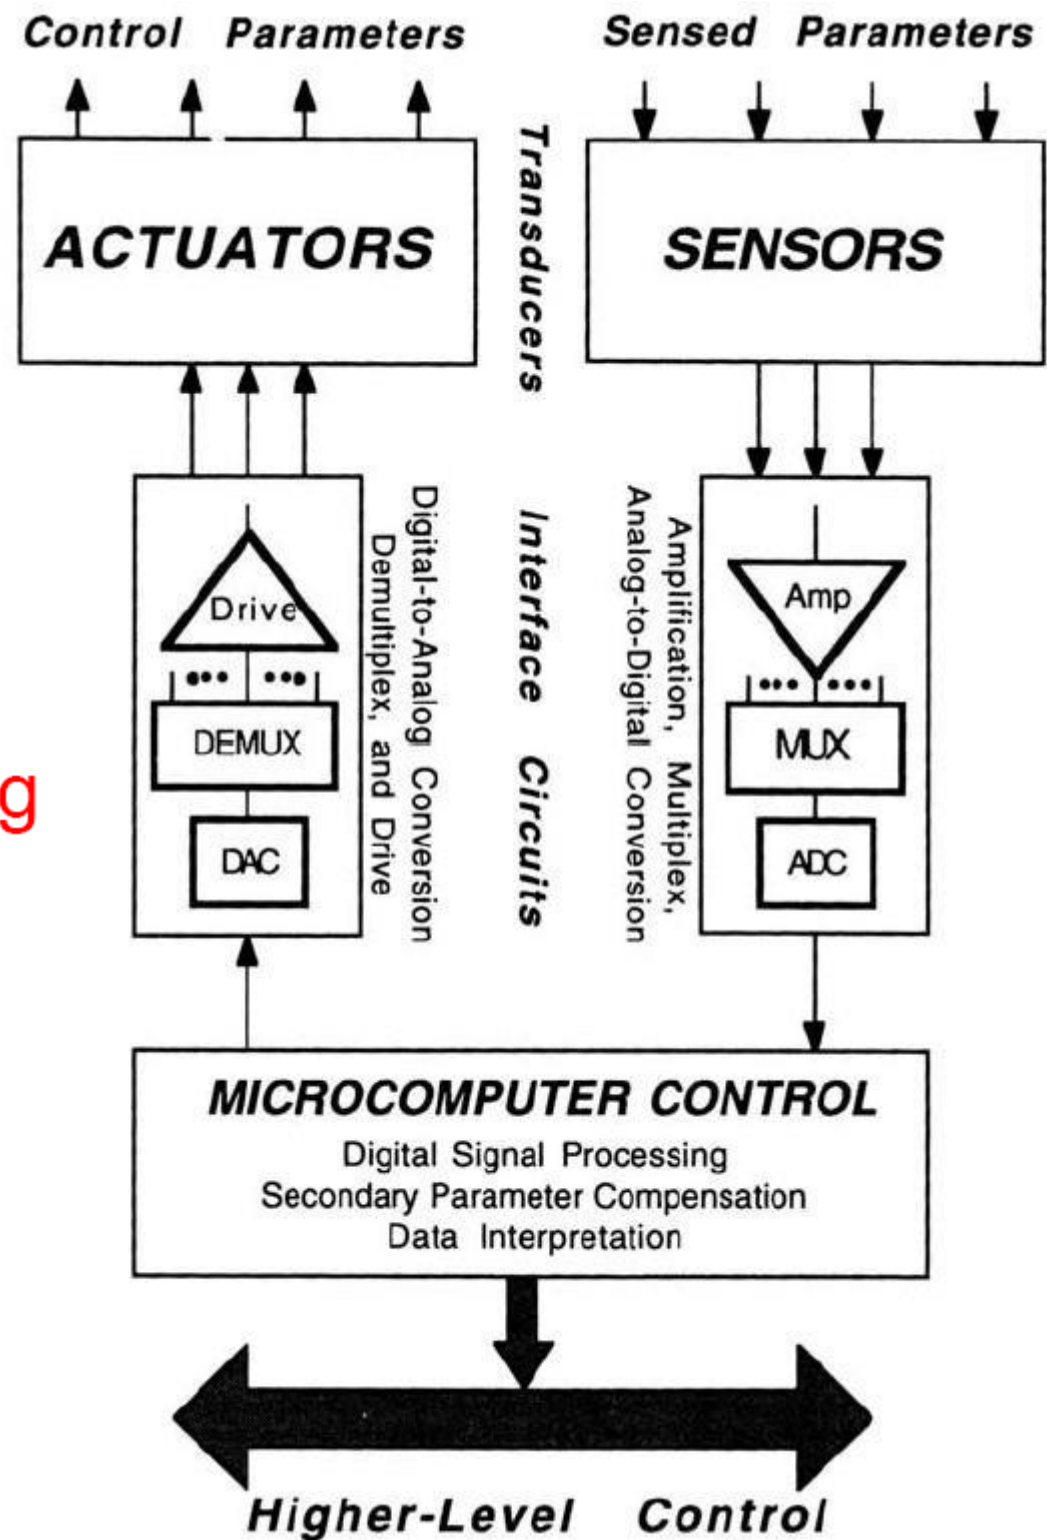 Control Parameters
Sensed Parameters
ACTUATORS
Transducers
SENSORS
Drive
DEMUX
DAC
Digital-to-Analog Conversion
Demultiplex, and Drive
Interface Circuits
Amplification, Multiplex,
Analog-to-Digital Conversion
Amp
MUX
ADC
g
MICROCOMPUTER CONTROL
Digital Signal Processing
Secondary Parameter Compensation
Data Interpretation
Higher-Level Control